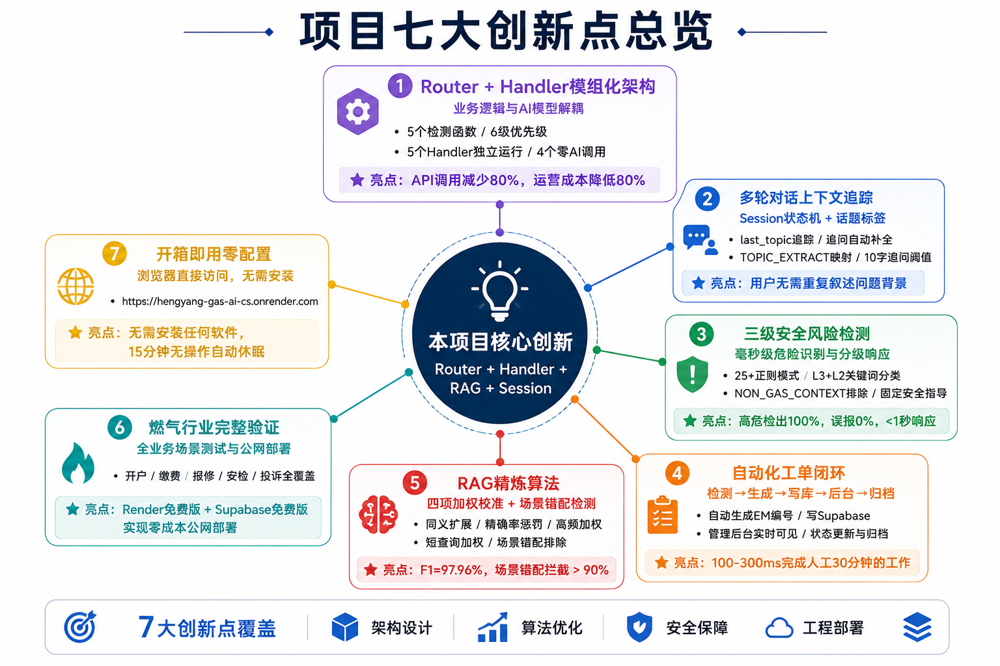 项目七大创新点总览
1 Router + Handler模组化架构
业务逻辑与AI模型解耦
• 5个检测函数 / 6级优先级
• 5个Handler独立运行 / 4个零AI调用
亮点：API调用减少80%，运营成本降低80%
2 多轮对话上下文追踪
Session状态机 + 话题标签
• last_topic追踪 / 追问自动补全
• TOPIC_EXTRACT映射 / 10字追问阈值
亮点：用户无需重复叙述问题背景
3 三级安全风险检测
毫秒级危险识别与分级响应
• 25+正则模式 / L3+L2关键词分类
• NON_GAS_CONTEXT排除 / 固定安全指导
亮点：高危检出100%，误报0%，<1秒响应
4 自动化工单闭环
检测→生成→写库→后台→归档
• 自动生成EM编号 / 写Supabase
• 管理后台实时可见 / 状态更新与归档
亮点：100-300ms完成人工30分钟的工作
5 RAG精炼算法
四项加权校准 + 场景错配检测
• 同义扩展 / 精确率惩罚 / 高频加权
• 短查询加权 / 场景错配排除
亮点：F1=97.96%，场景错配拦截 > 90%
6 燃气行业完整验证
全业务场景测试与公网部署
• 开户 / 缴费 / 报修 / 安检 / 投诉全覆盖
亮点：Render免费版 + Supabase免费版
实现零成本公网部署
7 开箱即用零配置
浏览器直接访问，无需安装
• https://hengyang-gas-ai-cs.onrender.com
亮点：无需安装任何软件，
15分钟无操作自动休眠
本项目核心创新
Router + Handler +
RAG + Session
7大创新点覆盖
架构设计
算法优化
安全保障
工程部署